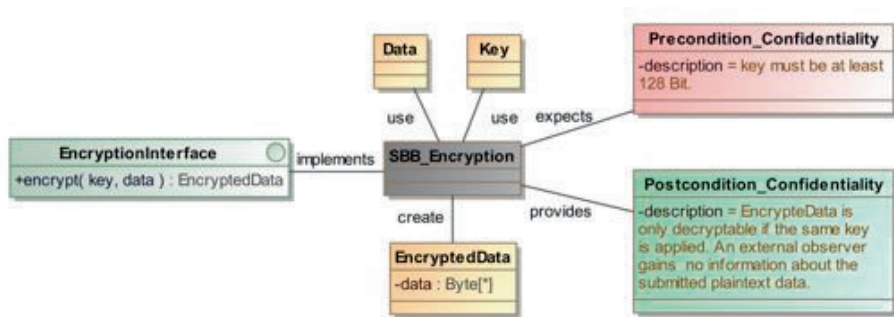 Data
Key
Precondition_Confidentiality
-description = key must be at least
128 Bit.
use
use
expects
EncryptionInterface
+encrypt( key, data ) : EncryptedData
implements
SBB_Encryption
create
provides
EncryptedData
-data : Byte[*]
Postcondition_Confidentiality
-description = EncrypteData is
only decryptable if the same key
is applied. An external observer
gains no information about the
submitted plaintext data.